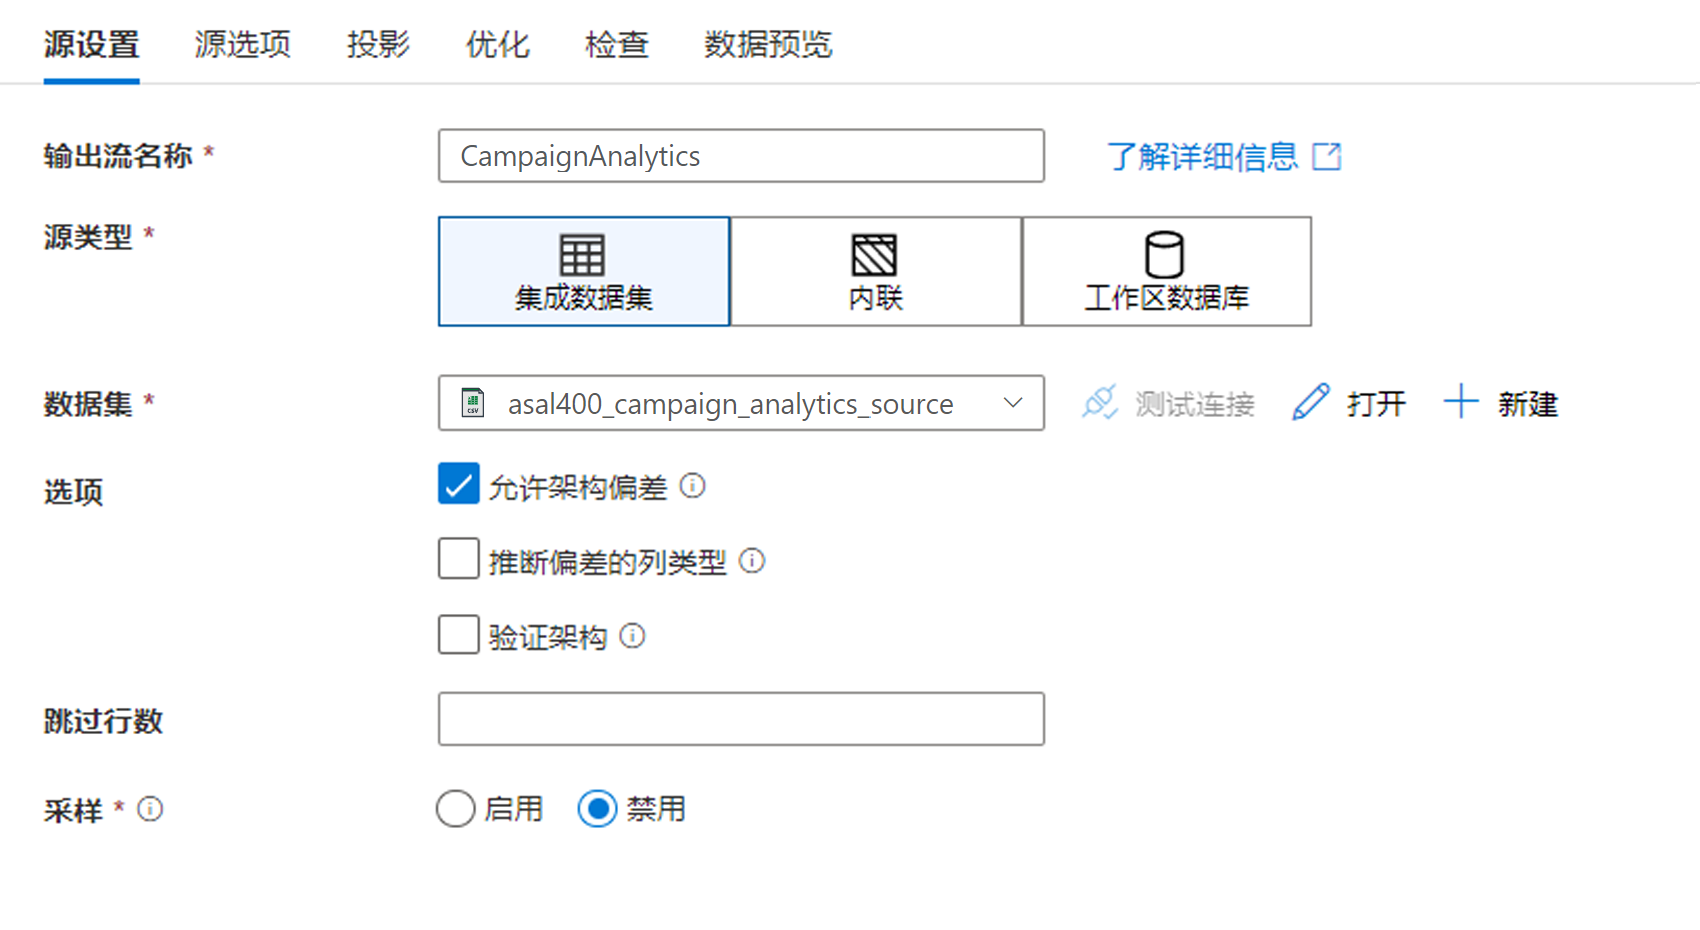 源设置 源选项 投影 优化 检查 数据预览
输出流名称 * CampaignAnalytics 了解详细信息
源类型 * 集成数据集 内联 工作区数据库
数据集 * asal400_campaign_analytics_source 测试连接 打开 新建
选项 允许架构偏差
推断偏差的列类型
验证架构
跳过行数
采样 * 启用 禁用